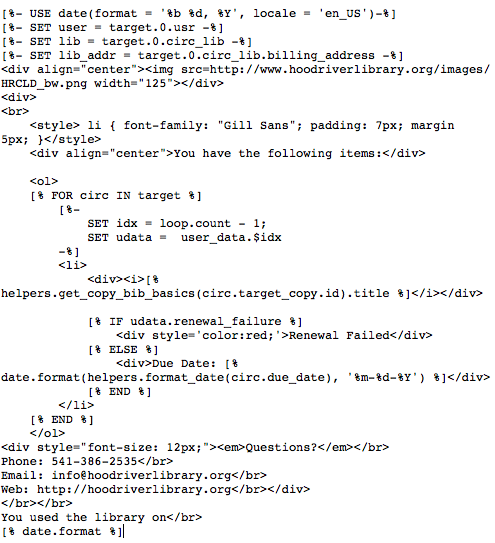 [%- USE date(format = '%b %d, %Y', locale = 'en_US')-%]
[%- SET user = target.0.usr -%]
[%- SET lib = target.0.circ_lib -%]
[%- SET lib_addr = target.0.circ_lib.billing_address -%]
<div align="center"><img src=http://www.hoodriverlibrary.org/images/
HRCLD_bw.png width="125"></div>
<div>
<br>
    <style> li { font-family: "Gill Sans"; padding: 7px; margin
5px; }</style>
    <div align="center">You have the following items:</div>

    <ol>
    [% FOR circ IN target %]
        [%-
            SET idx = loop.count - 1;
            SET udata =  user_data.$idx
        -%]
        <li>
            <div><i>[%
helpers.get_copy_bib_basics(circ.target_copy.id).title %]</i></div>

            [% IF udata.renewal_failure %]
                <div style='color:red;'>Renewal Failed</div>
            [% ELSE %]
                <div>Due Date: [%
date.format(helpers.format_date(circ.due_date), '%m-%d-%Y') %]</div>
            [% END %]
        </li>
    [% END %]
    </ol>
<div style="font-size: 12px;"><em>Questions?</em></br>
Phone: 541-386-2535</br>
Email: info@hoodriverlibrary.org</br>
Web: http://hoodriverlibrary.org</br></div>
</br></br>
You used the library on</br>
[% date.format %]